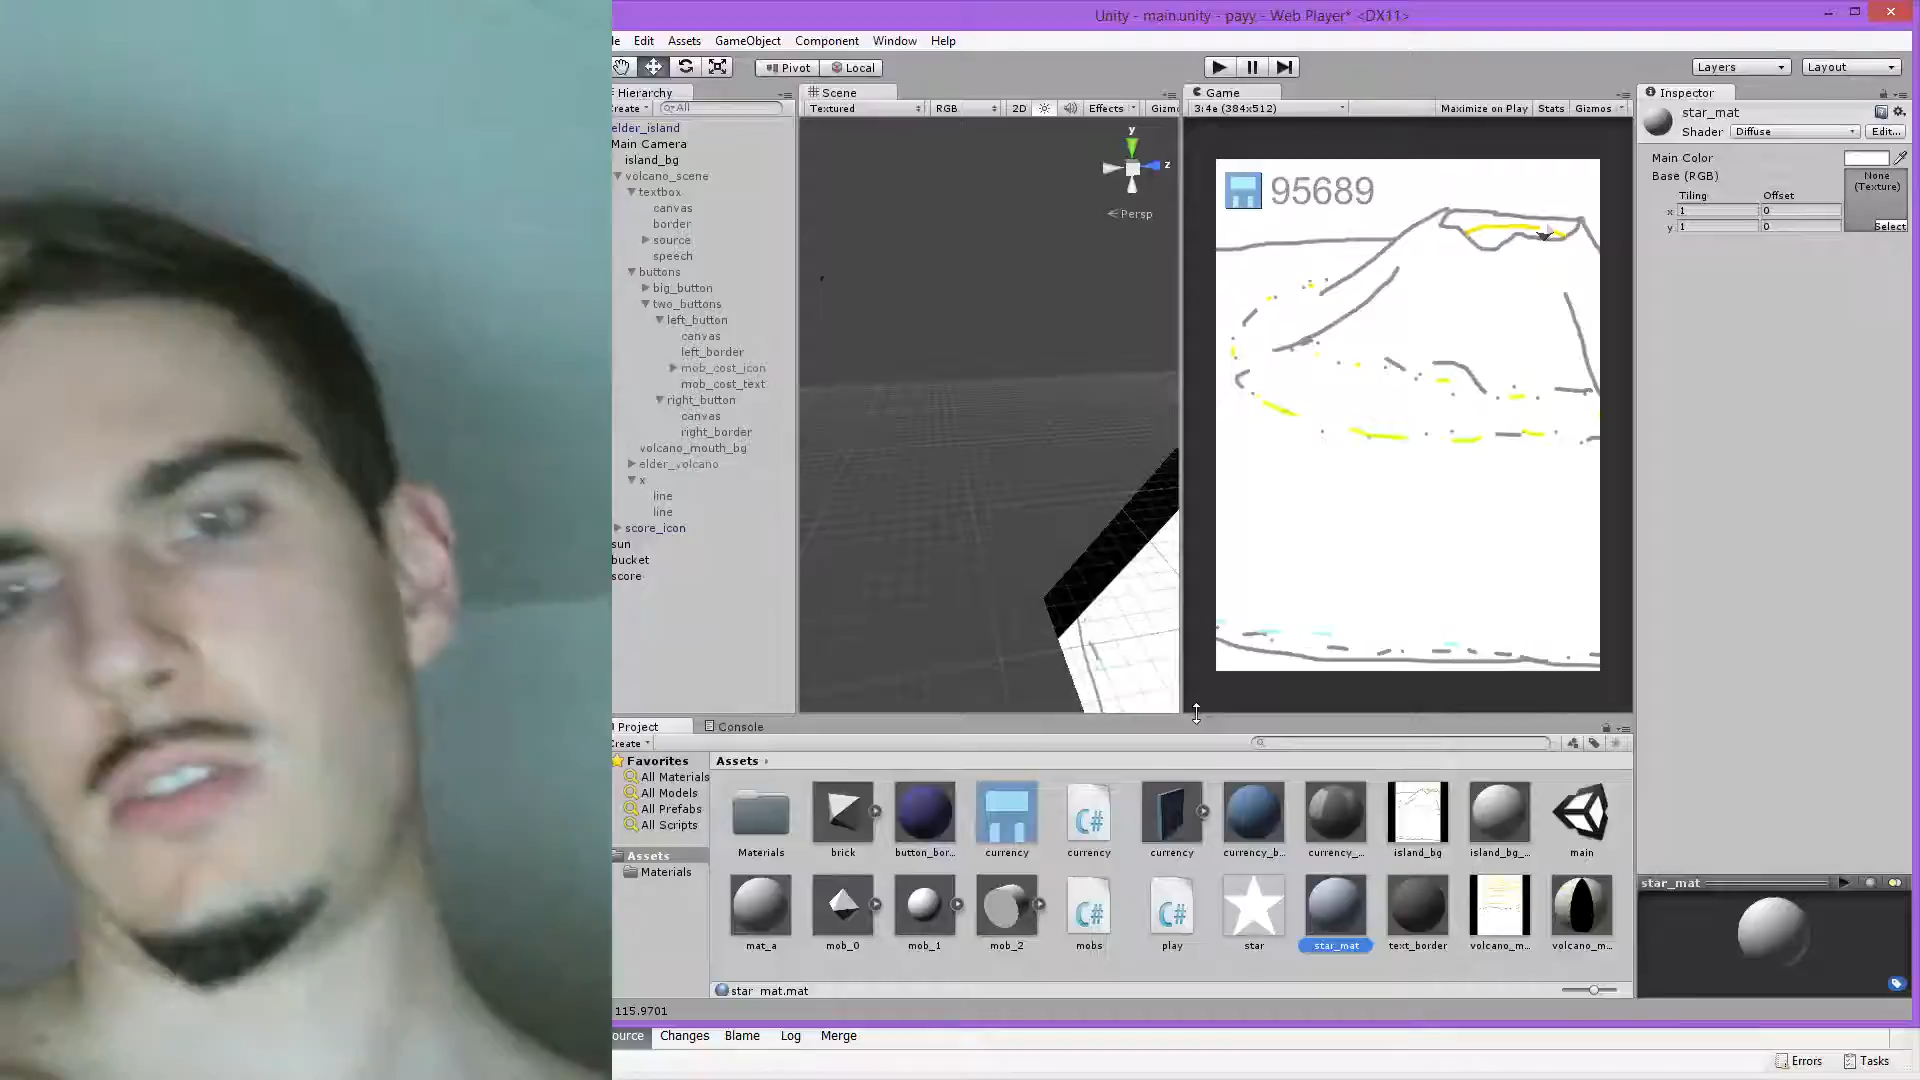 Unity - main.unity - payy - Web Player* <DX11>
le Edit Assets GameObject Component Window Help
Pivot Local
Layers Layout
Hierarchy
reate All
elder_island
Main Camera
island_bg
volcano_scene
textbox
canvas
border
source
speech
buttons
big_button
two_buttons
left_button
canvas
left_border
mob_cost_icon
mob_cost_text
right_button
canvas
right_border
volcano_mouth_bg
elder_volcano
x
line
line
score_icon
sun
bucket
score
Scene
Textured RGB 2D Effects Gizm
y
z
Persp
Game
3:4e (384x512) Maximize on Play Stats Gizmos
95689
Inspector
star_mat
Shader Diffuse Edit...
Main Color
Base (RGB)
None
(Texture)
Tiling Offset
x 1 0
y 1 0
Select
Project Console
Create
Favorites
All Materials
All Models
All Prefabs
All Scripts
Assets
Materials
Assets
Materials brick button_bor... currency currency currency currency_b... currency_... island_bg island_bg_... main
mat_a mob_0 mob_1 mob_2 mobs play star star_mat text_border volcano_m... volcano_m...
star_mat.mat
star_mat
115.9701
ource Changes Blame Log Merge
Errors Tasks